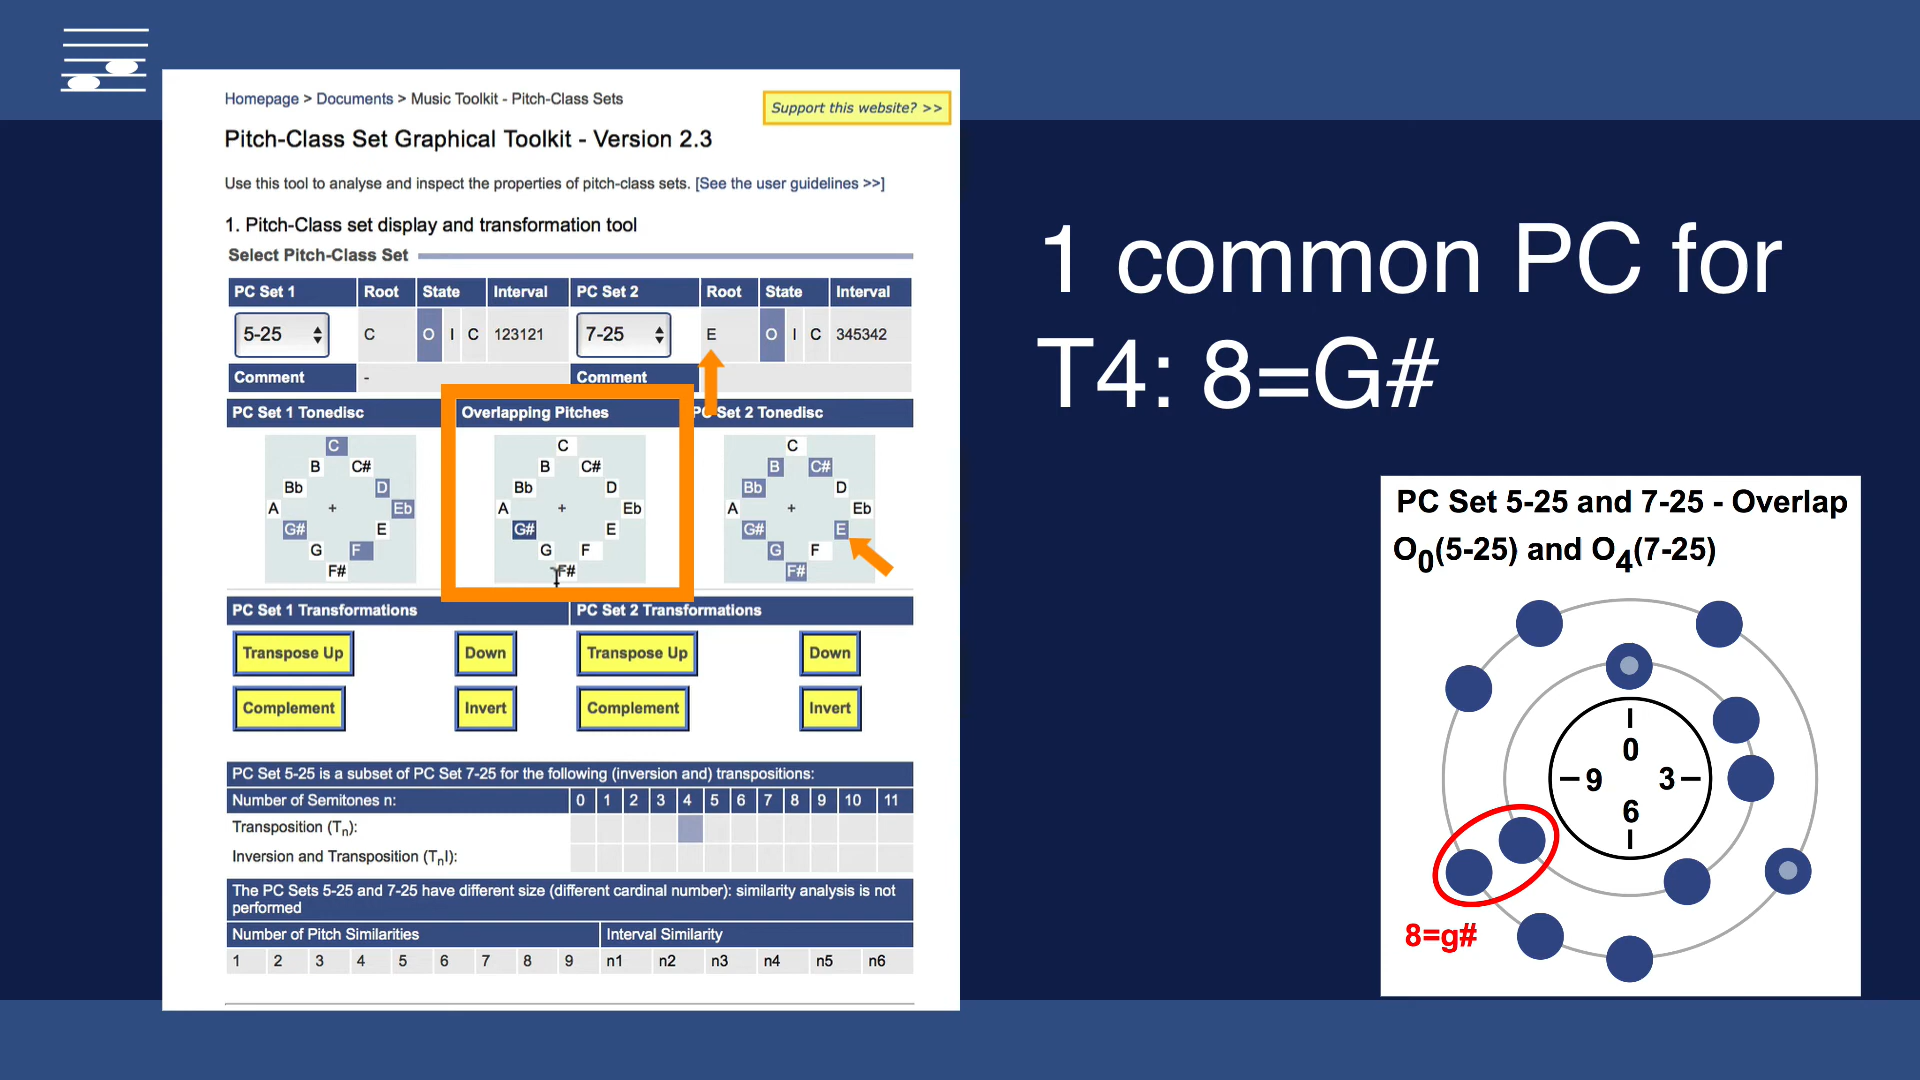 Homepage > Documents > Music Toolkit - Pitch-Class Sets
Support this website? >>
Pitch-Class Set Graphical Toolkit - Version 2.3
Use this tool to analyse and inspect the properties of pitch-class sets. [See the user guidelines >>]
1. Pitch-Class set display and transformation tool
Select Pitch-Class Set
PC Set 1 Root State Interval PC Set 2 Root State Interval
5-25 C O I C 123121 7-25 E O I C 345342
Comment - Comment
PC Set 1 Tonedisc Overlapping Pitches PC Set 2 Tonedisc
C C C
B C# B C# B C#
Bb D Bb D Bb D
A + Eb A + Eb A + Eb
G# E G# E G# E
G F G F G F
F# F# F#
PC Set 1 Transformations PC Set 2 Transformations
Transpose Up Down Transpose Up Down
Complement Invert Complement Invert
PC Set 5-25 is a subset of PC Set 7-25 for the following (inversion and) transpositions:
Number of Semitones n: 0 1 2 3 4 5 6 7 8 9 10 11
Transposition (Tn):
Inversion and Transposition (TnI):
The PC Sets 5-25 and 7-25 have different size (different cardinal number): similarity analysis is not
performed
Number of Pitch Similarities Interval Similarity
1 2 3 4 5 6 7 8 9 n1 n2 n3 n4 n5 n6
1 common PC for
T4: 8=G#
PC Set 5-25 and 7-25 - Overlap
O0(5-25) and O4(7-25)
0
9 3
6
8=g#